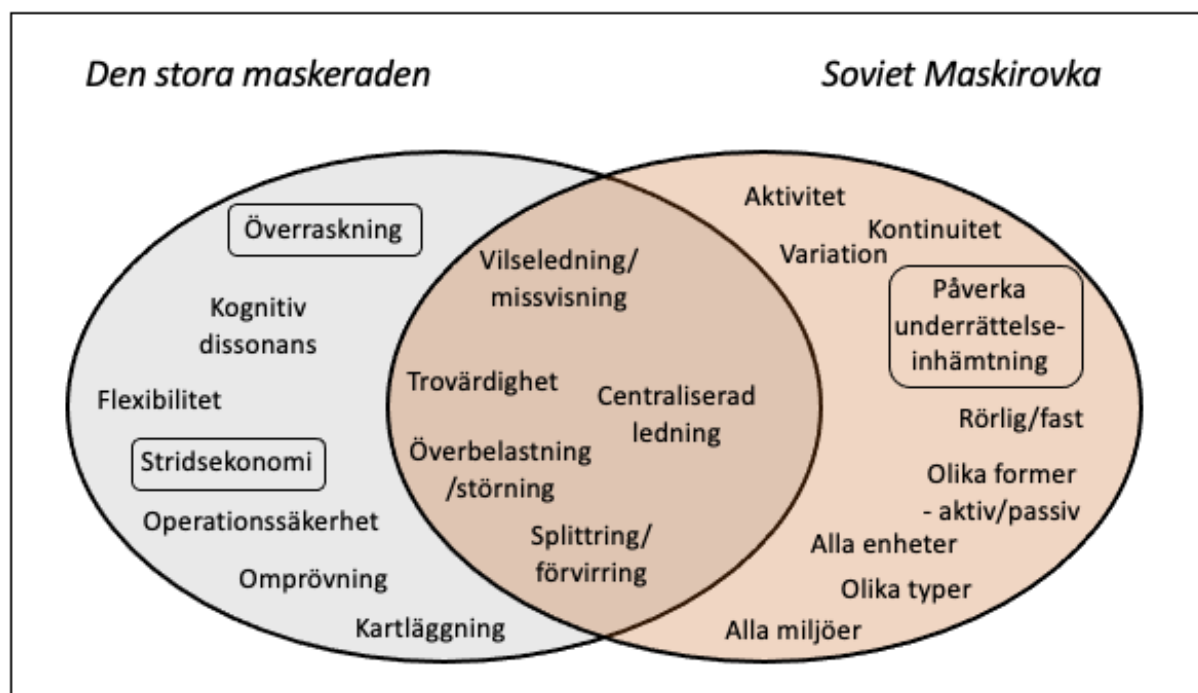 Den stora maskeraden
Soviet Maskirovka
Överraskning
Kognitiv
dissonans
Flexibilitet
Stridsekonomi
Operationssäkerhet
Omprövning
Kartläggning
Vilseledning/
missvisning
Trovärdighet
Centraliserad
ledning
Överbelastning
/störning
Splittring/
förvirring
Aktivitet
Kontinuitet
Variation
Påverka
underrättelse-
inhämtning
Rörlig/fast
Olika former
- aktiv/passiv
Alla enheter
Olika typer
Alla miljöer